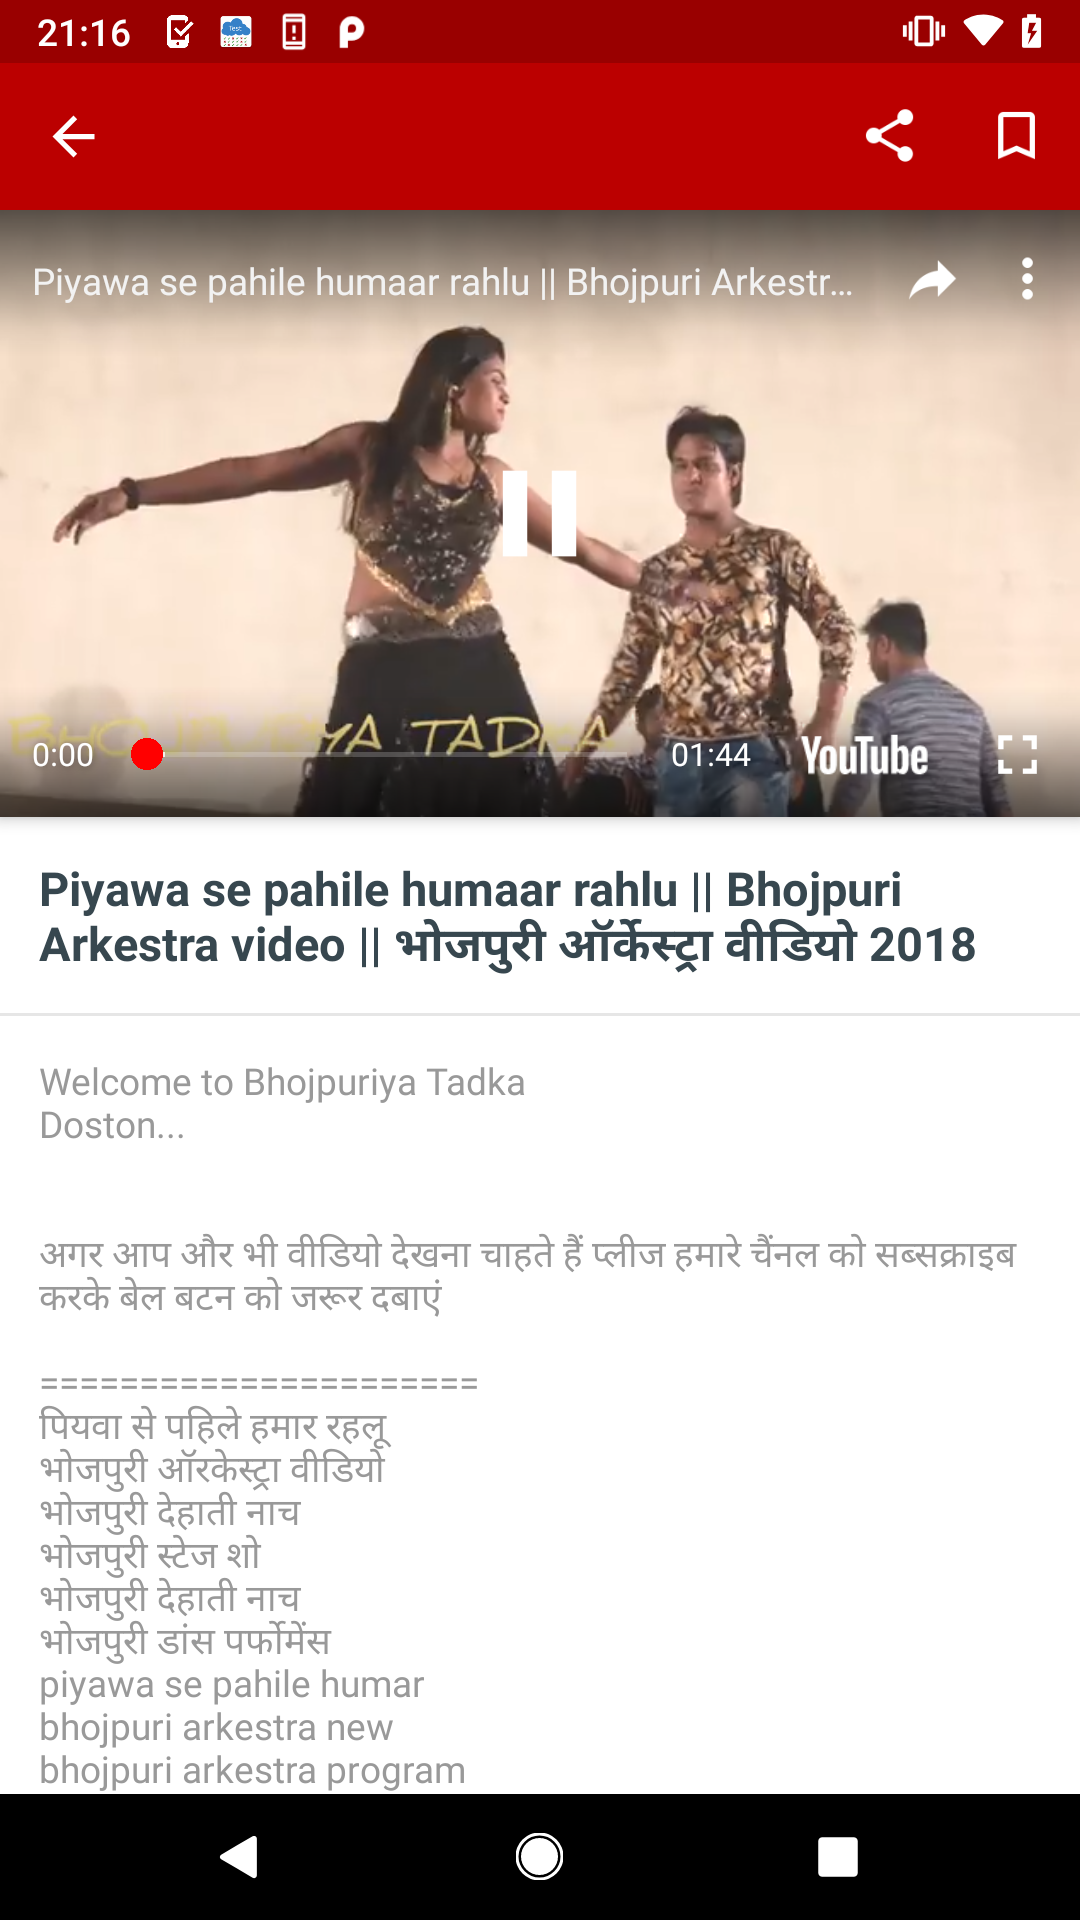 21:16
Piyawa se pahile humaar rahlu || Bhojpuri Arkestr...
BHOJPURIYA TADKA
0:00
01:44
YouTube
Piyawa se pahile humaar rahlu || Bhojpuri
Arkestra video || भोजपुरी ऑर्केस्ट्रा वीडियो 2018
Welcome to Bhojpuriya Tadka
Doston...
अगर आप और भी वीडियो देखना चाहते हैं प्लीज हमारे चैंनल को सब्सक्राइब
करके बेल बटन को जरूर दबाएं
======================
पियवा से पहिले हमार रहलू
भोजपुरी ऑरकेस्ट्रा वीडियो
भोजपुरी देहाती नाच
भोजपुरी स्टेज शो
भोजपुरी देहाती नाच
भोजपुरी डांस पर्फोमेंस
piyawa se pahile humar
bhojpuri arkestra new
bhojpuri arkestra program